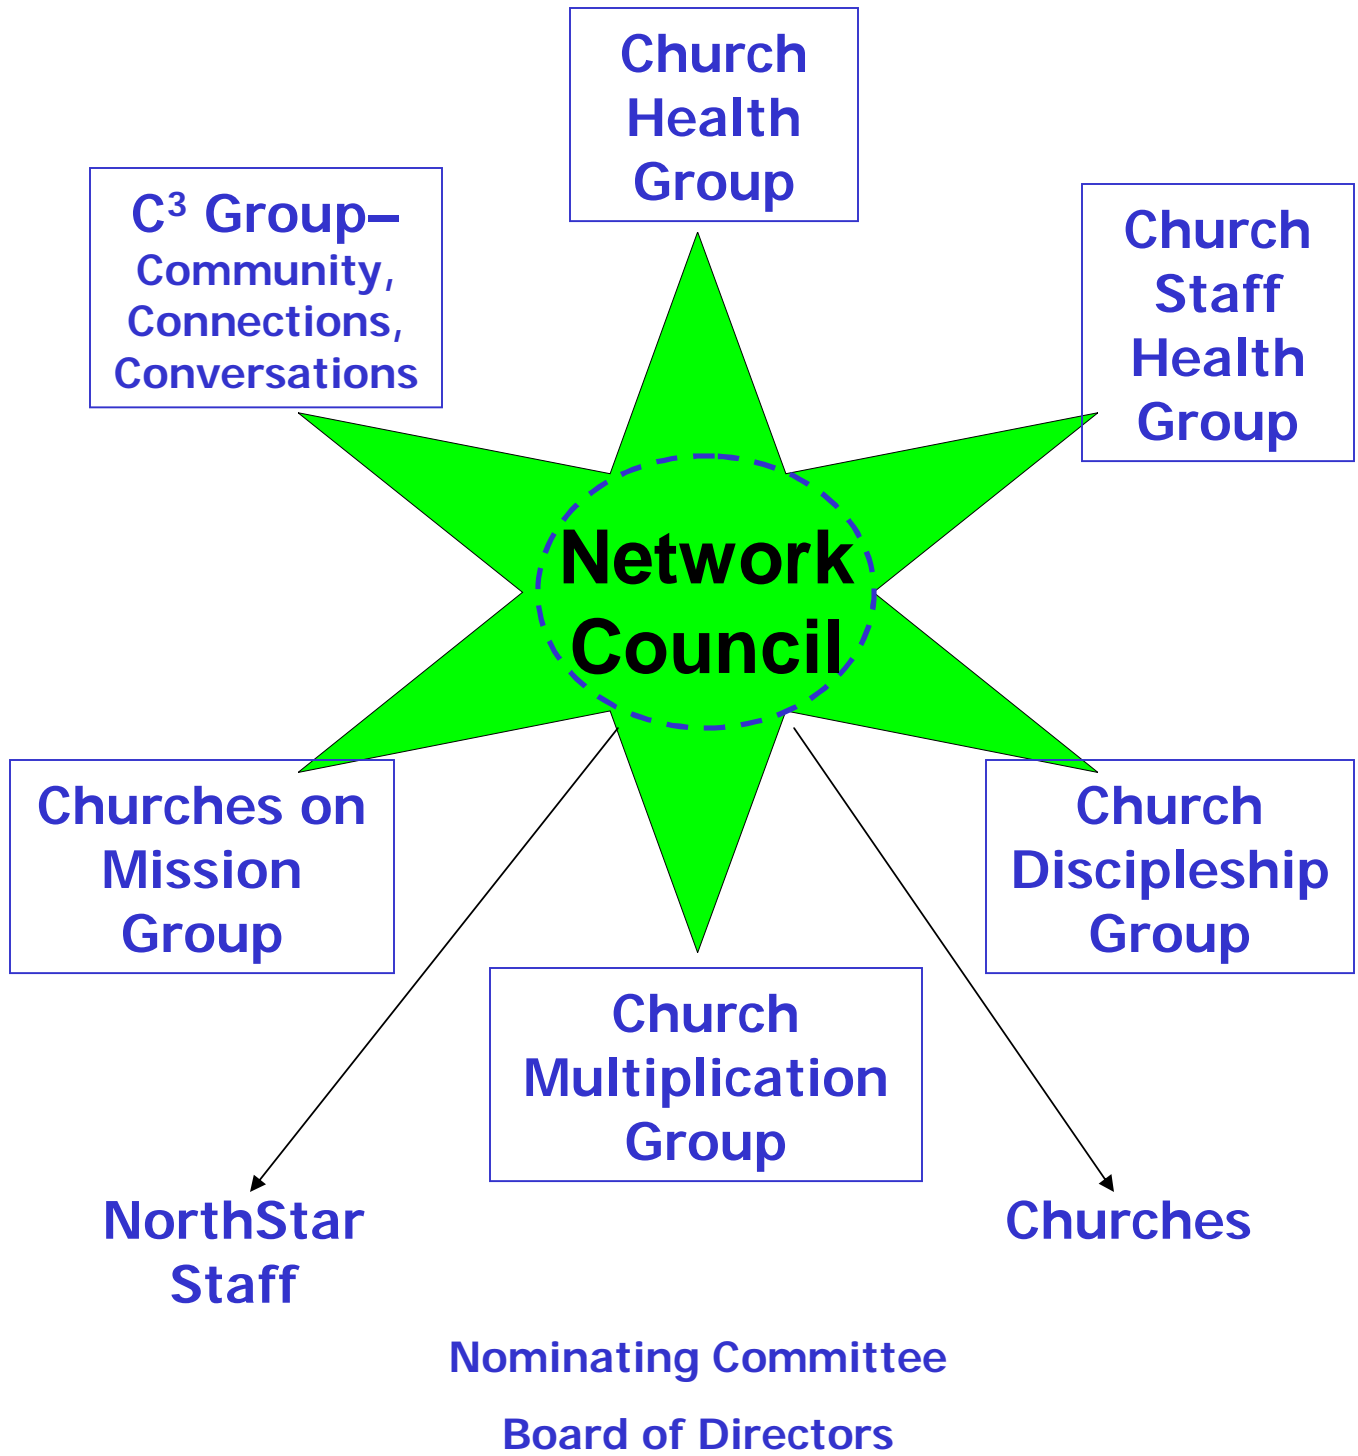 Church
Health
Group
C³ Group–
Community,
Connections,
Conversations
Church
Staff
Health
Group
Network
Council
Churches on
Mission
Group
Church
Discipleship
Group
Church
Multiplication
Group
NorthStar
Staff
Churches
Nominating Committee
Board of Directors